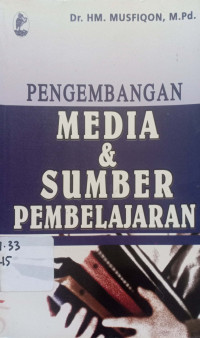 Dr. HM. MUSFIQON, M.Pd.
PENGEMBANGAN
MEDIA
&
SUMBER
PEMBELAJARAN